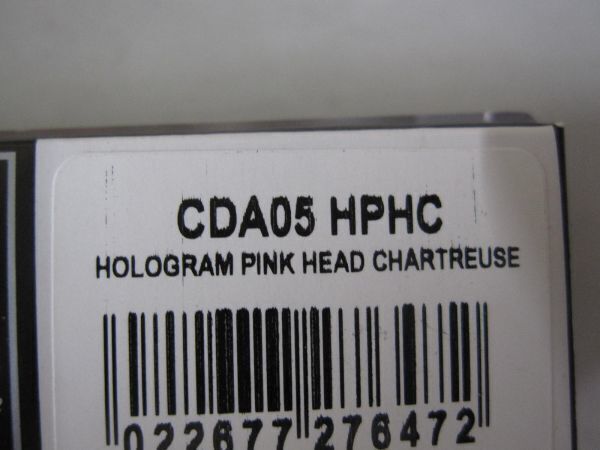 CDA05 HPHC
HOLOGRAM PINK HEAD CHARTREUSE
022677 276472